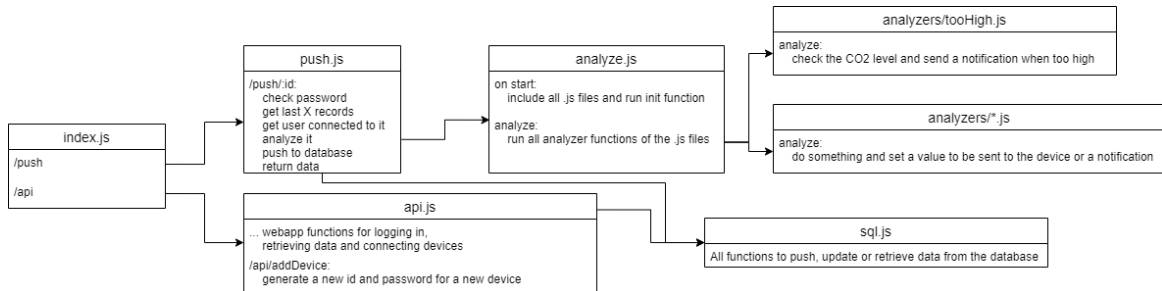 index.js
/push
/api
push.js
/push/:id:
check password
get last X records
get user connected to it
analyze it
push to database
return data
api.js
... webapp functions for logging in,
retrieving data and connecting devices
/api/addDevice:
generate a new id and password for a new device
analyze.js
on start:
include all .js files and run init function
analyze:
run all analyzer functions of the .js files
analyzers/tooHigh.js
analyze:
check the CO2 level and send a notification when too high
analyzers/*.js
analyze:
do something and set a value to be sent to the device or a notification
sql.js
All functions to push, update or retrieve data from the database